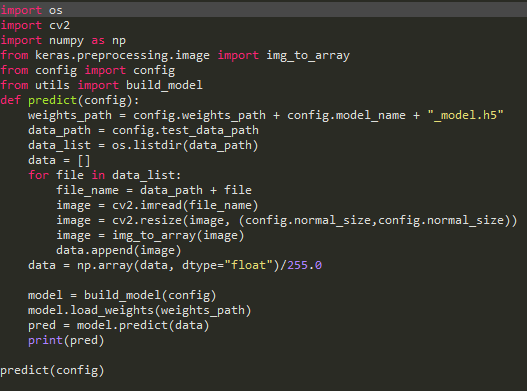 import os
import cv2
import numpy as np
from keras.preprocessing.image import img_to_array
from config import config
from utils import build_model
def predict(config):
    weights_path = config.weights_path + config.model_name + "_model.h5"
    data_path = config.test_data_path
    data_list = os.listdir(data_path)
    data = []
    for file in data_list:
        file_name = data_path + file
        image = cv2.imread(file_name)
        image = cv2.resize(image, (config.normal_size,config.normal_size))
        image = img_to_array(image)
        data.append(image)
    data = np.array(data, dtype="float")/255.0

    model = build_model(config)
    model.load_weights(weights_path)
    pred = model.predict(data)
    print(pred)

predict(config)